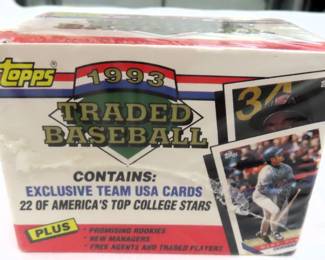 Topps
1993
TRADED
BASEBALL
34
CONTAINS:
EXCLUSIVE TEAM USA CARDS
22 OF AMERICA'S TOP COLLEGE STARS
PLUS
• PROMISING ROOKIES
• NEW MANAGERS
• FREE AGENTS AND TRADED PLAYERS